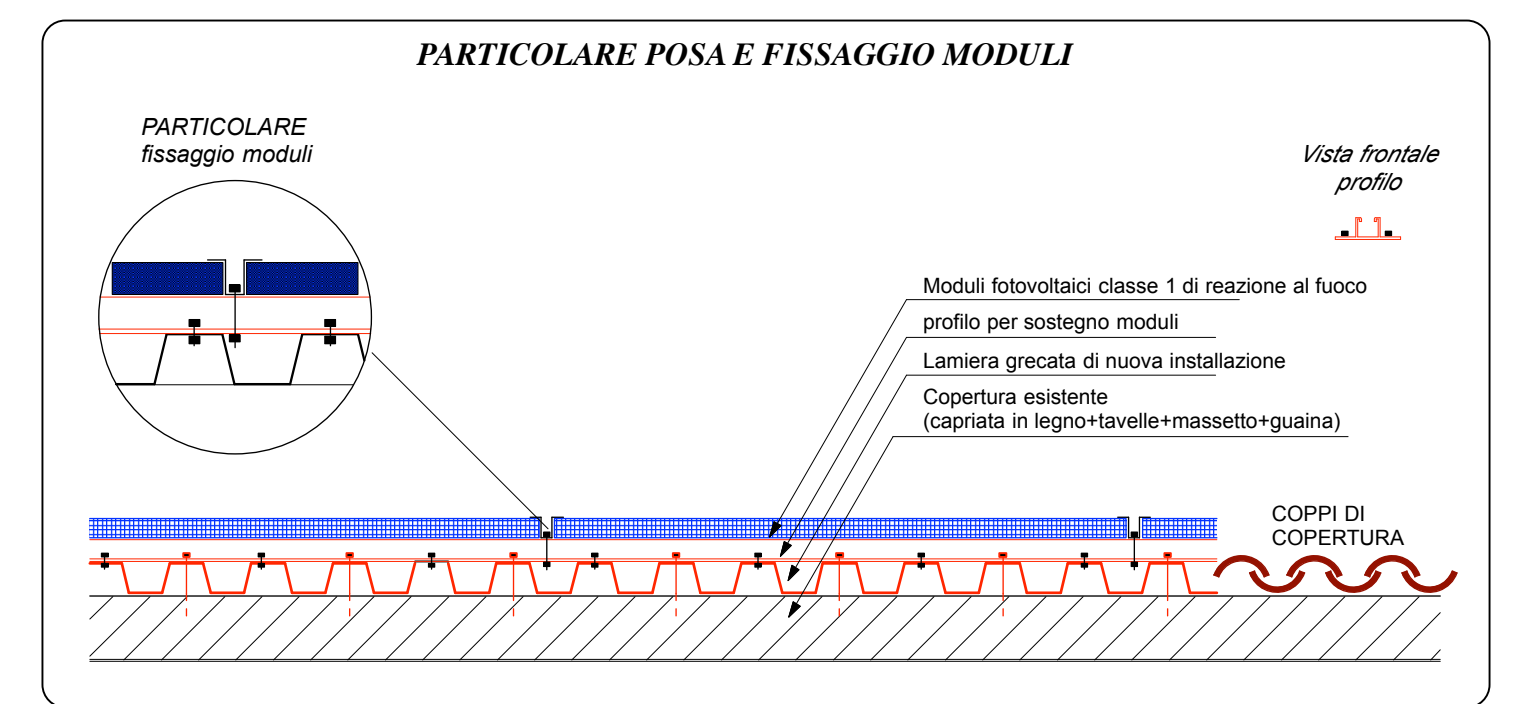 PARTICOLARE POSA E FISSAGGIO MODULI
PARTICOLARE
fissaggio moduli
Vista frontale
profilo
Moduli fotovoltaici classe 1 di reazione al fuoco
profilo per sostegno moduli
Lamiera grecata di nuova installazione
Copertura esistente
(capriata in legno+tavelle+massetto+guaina)
COPPI DI
COPERTURA